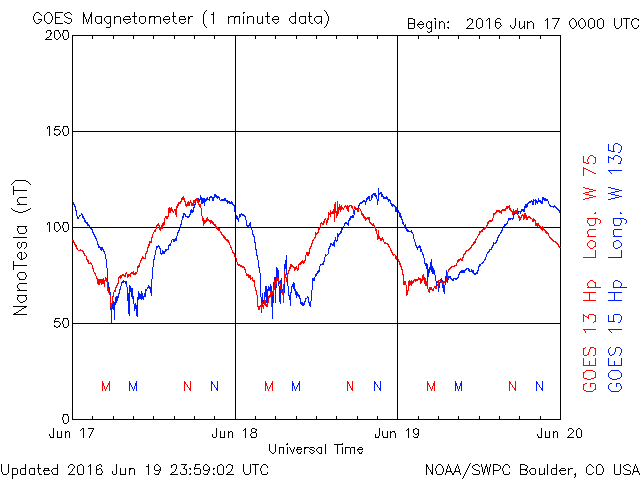 GOES Magnetometer (1 minute data)
Begin: 2016 Jun 17 0000 UTC
200
150
100
50
0
NanoTesla (nT)
M M N N M M N N M M N N
Jun 17 Jun 18 Jun 19 Jun 20
Universal Time
GOES 13 Hp Long. W 75
GOES 15 Hp Long. W 135
Updated 2016 Jun 19 23:59:02 UTC
NOAA/SWPC Boulder, CO USA